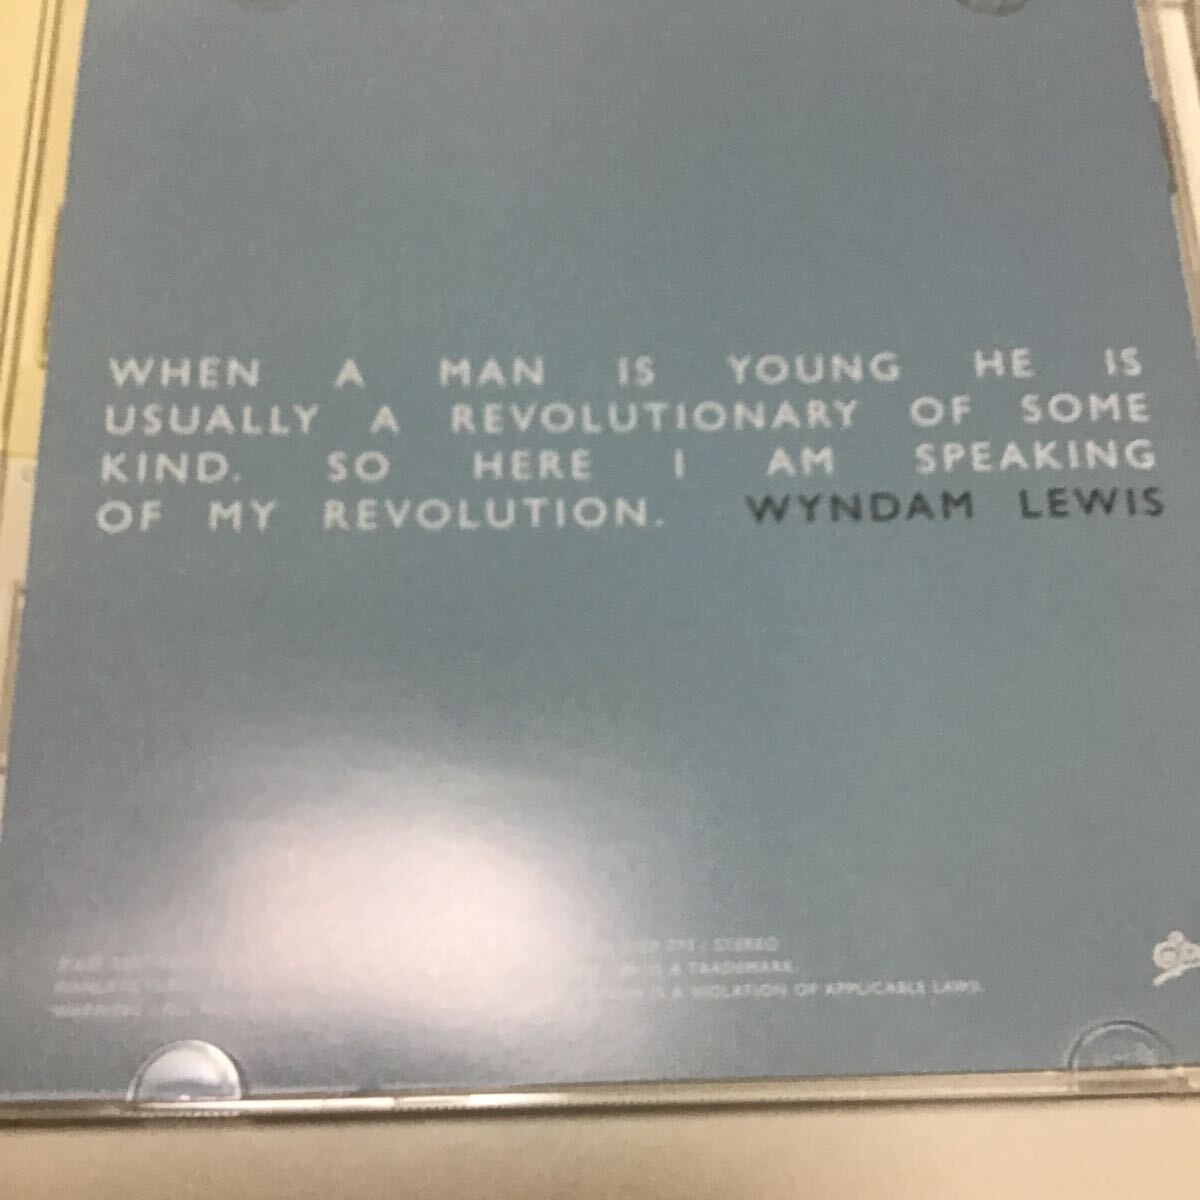 WHEN A MAN IS YOUNG HE IS
USUALLY A REVOLUTIONARY OF SOME
KIND. SO HERE I AM SPEAKING
OF MY REVOLUTION. WYNDAM LEWIS
/ STEREO
IS A TRADEMARK.
IS A VIOLATION OF APPLICABLE LAWS.